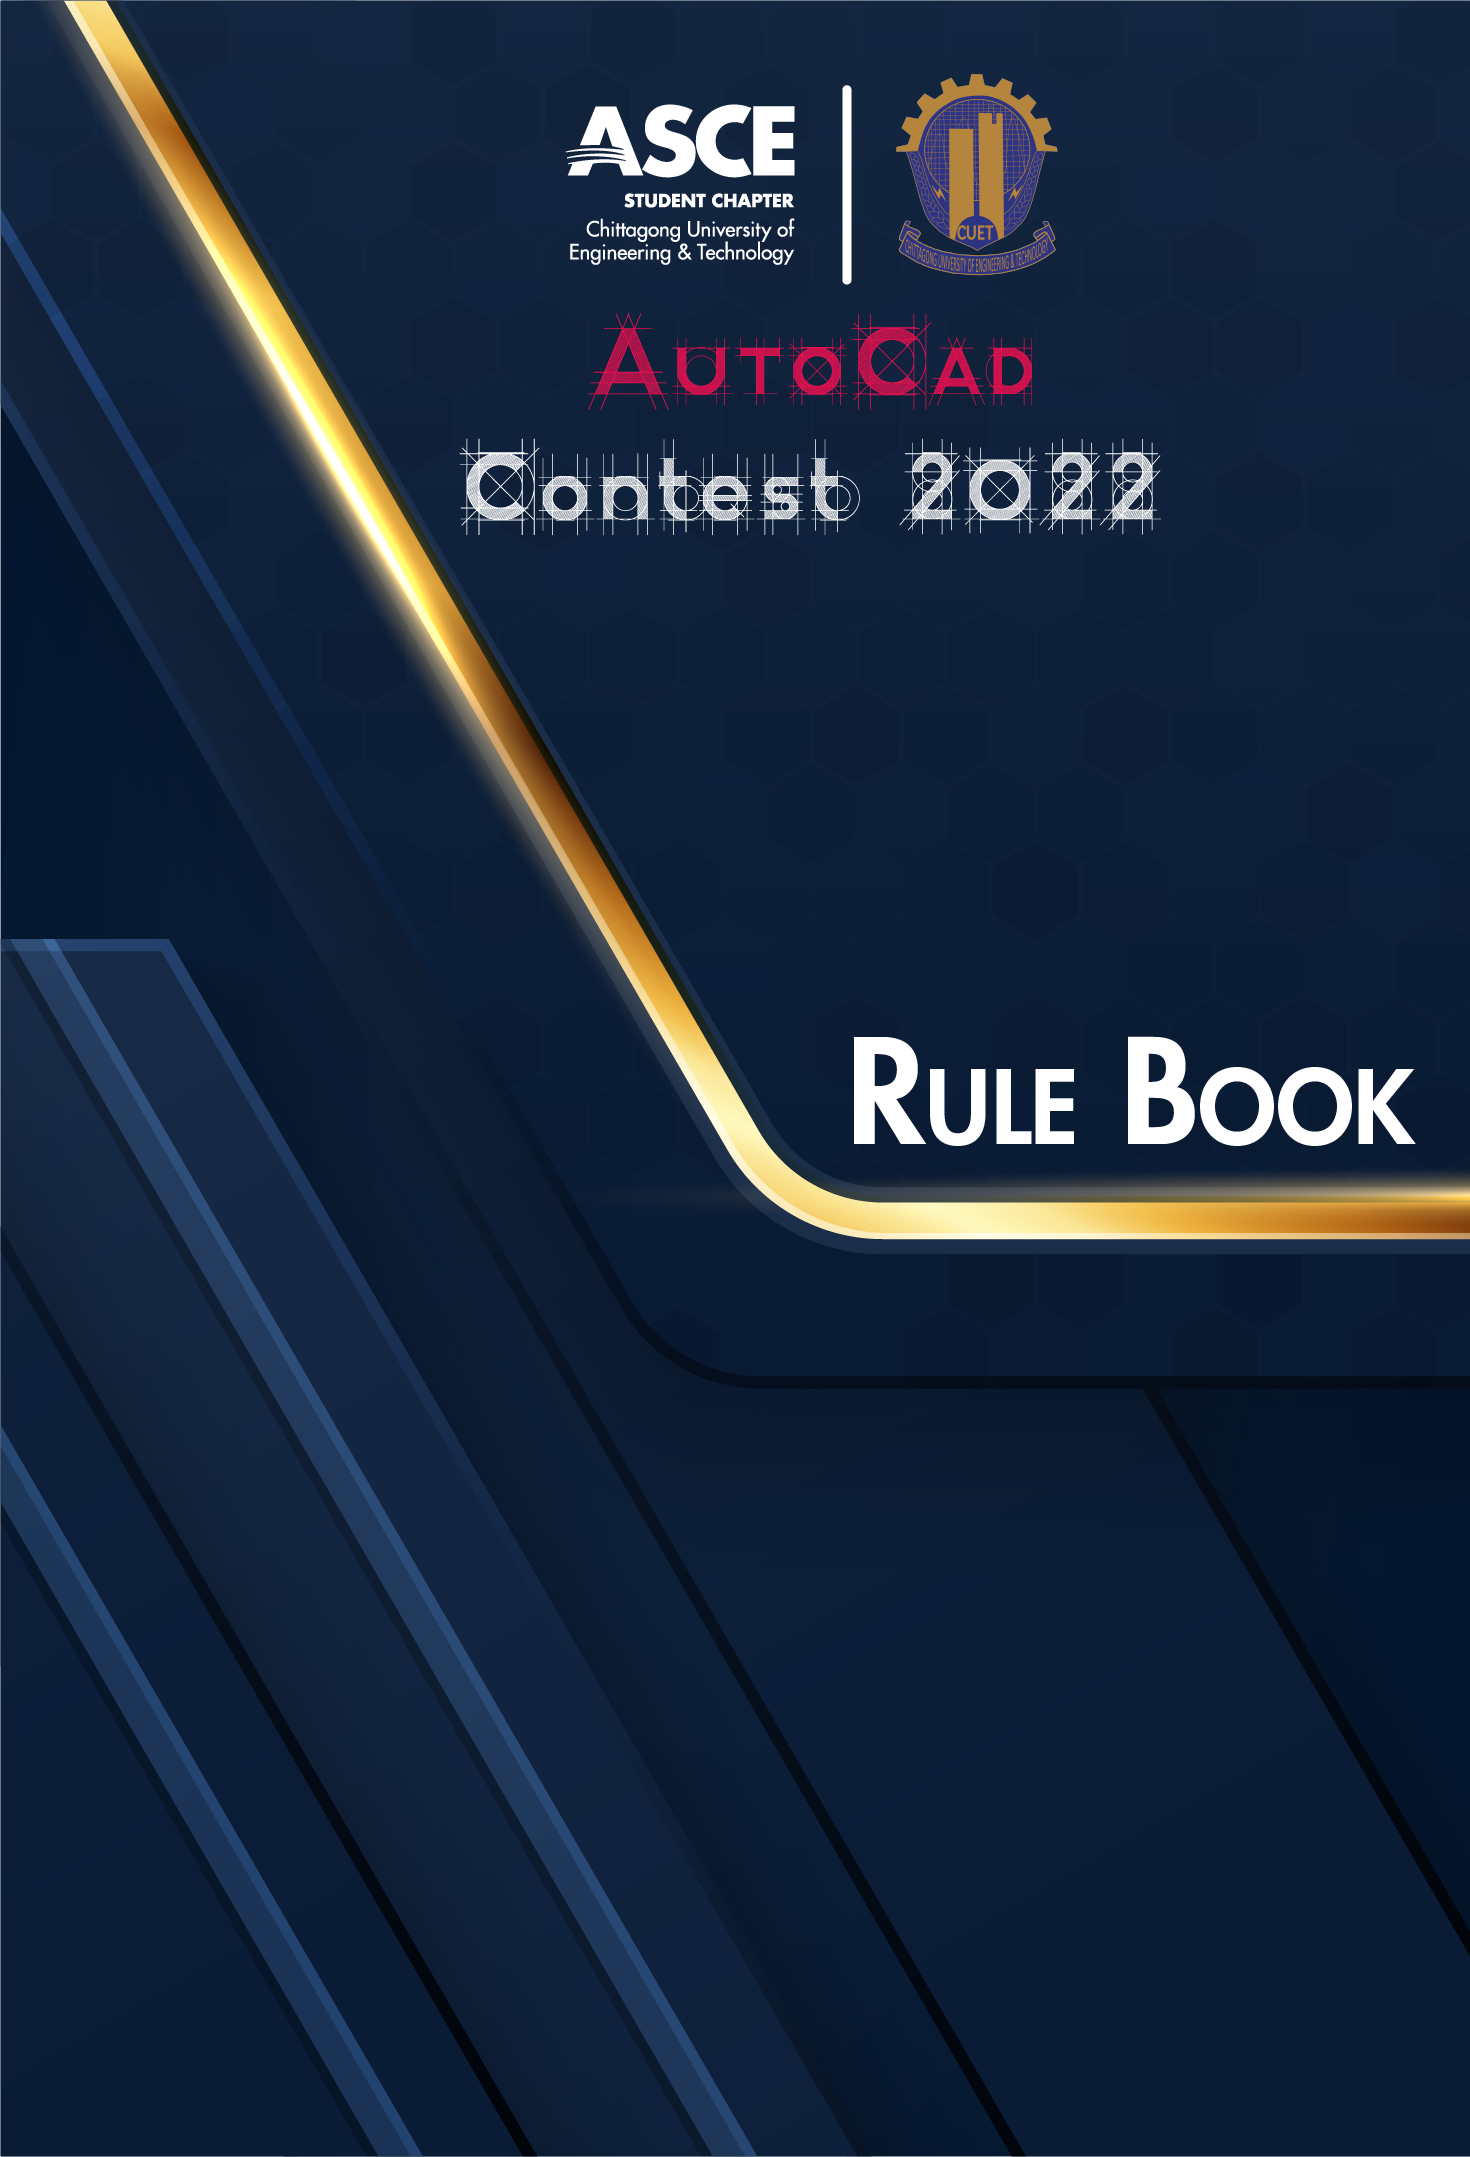 ASCE
STUDENT CHAPTER
Chittagong University of
Engineering & Technology
CUET
CHITTAGONG UNIVERSITY OF ENGINEERING & TECHNOLOGY
AUTOCAD
Contest 2022
RULE BOOK